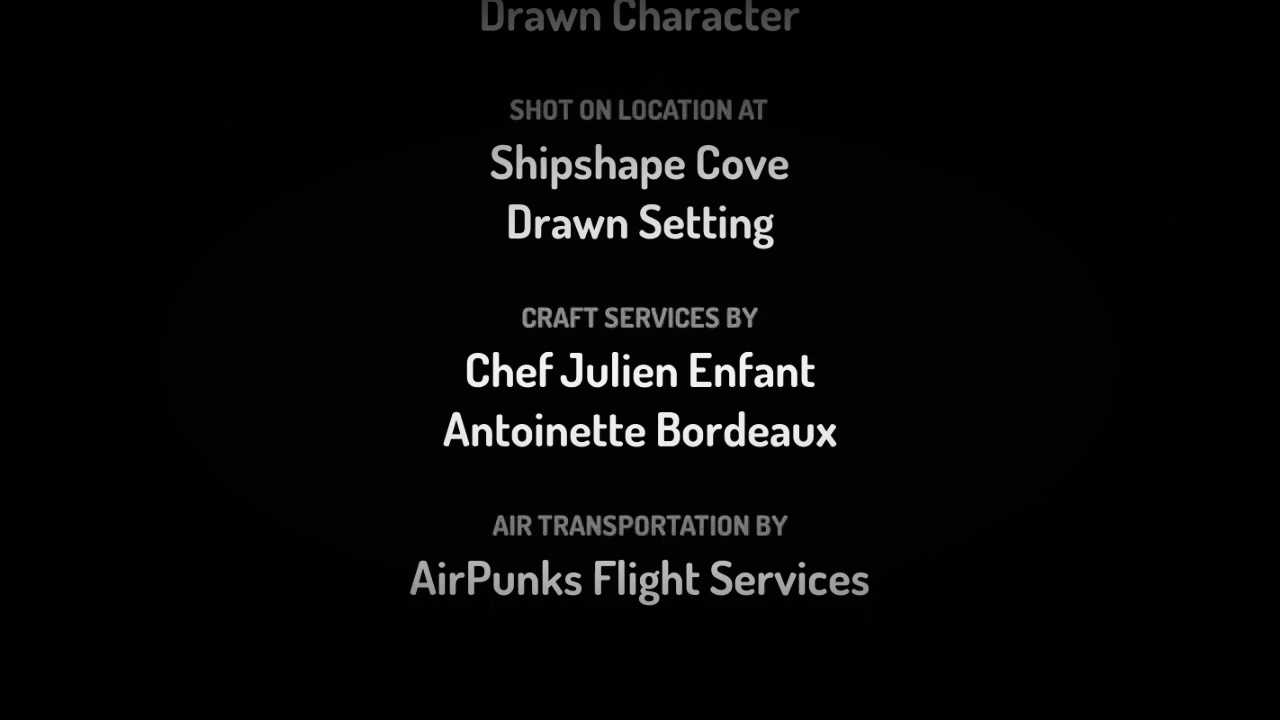 Drawn Character
SHOT ON LOCATION AT
Shipshape Cove
Drawn Setting
CRAFT SERVICES BY
Chef Julien Enfant
Antoinette Bordeaux
AIR TRANSPORTATION BY
AirPunks Flight Services